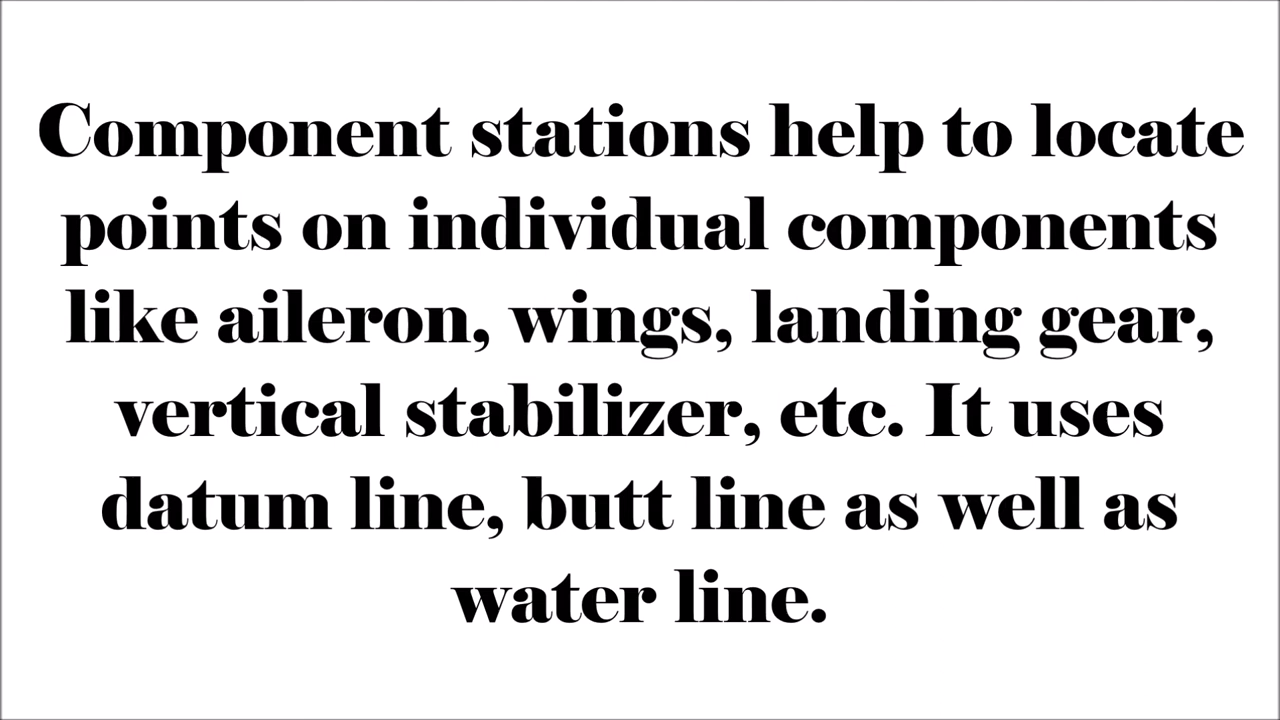 Component stations help to locate
points on individual components
like aileron, wings, landing gear,
vertical stabilizer, etc. It uses
datum line, butt line as well as
water line.